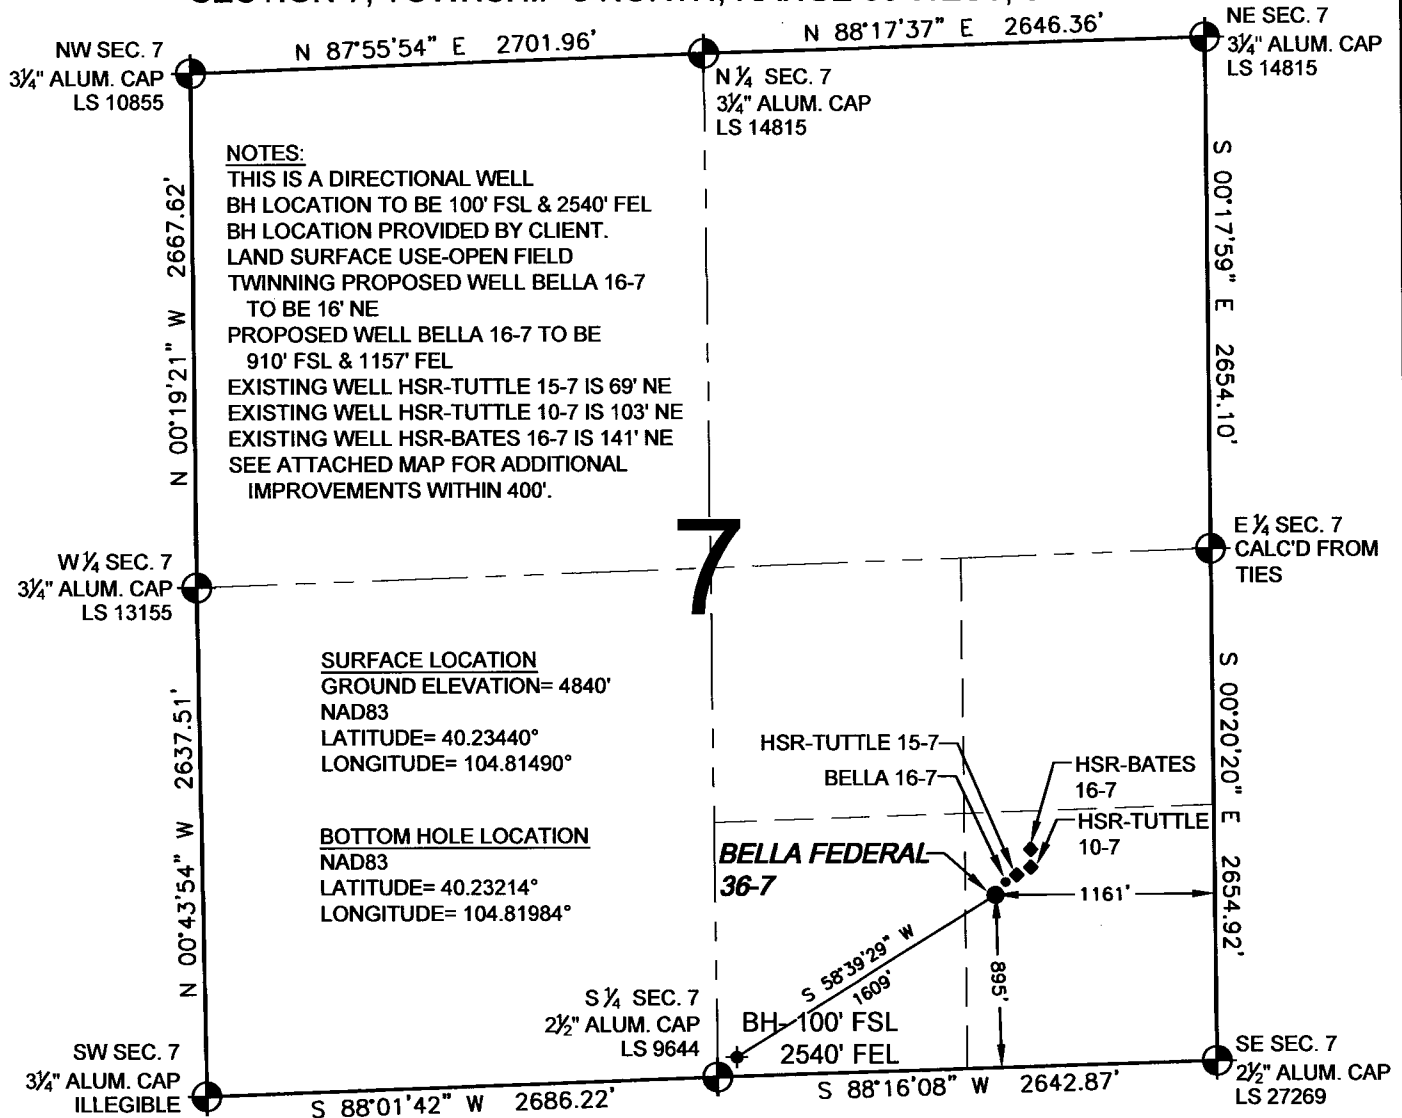 N 87°55'54" E 2701.96'
N 88°17'37" E 2646.36'
NW SEC. 7
3¼" ALUM. CAP
LS 10855
N ¼ SEC. 7
3¼" ALUM. CAP
LS 14815
NE SEC. 7
3¼" ALUM. CAP
LS 14815
NOTES:
THIS IS A DIRECTIONAL WELL
BH LOCATION TO BE 100' FSL & 2540' FEL
BH LOCATION PROVIDED BY CLIENT.
LAND SURFACE USE-OPEN FIELD
TWINNING PROPOSED WELL BELLA 16-7
TO BE 16' NE
PROPOSED WELL BELLA 16-7 TO BE
910' FSL & 1157' FEL
EXISTING WELL HSR-TUTTLE 15-7 IS 69' NE
EXISTING WELL HSR-TUTTLE 10-7 IS 103' NE
EXISTING WELL HSR-BATES 16-7 IS 141' NE
SEE ATTACHED MAP FOR ADDITIONAL
IMPROVEMENTS WITHIN 400'.
N 00°19'21" W 2667.62'
S 00°17'59" E 2654.10'
7
W ¼ SEC. 7
3¼" ALUM. CAP
LS 13155
E ¼ SEC. 7
CALC'D FROM
TIES
SURFACE LOCATION
GROUND ELEVATION= 4840'
NAD83
LATITUDE= 40.23440°
LONGITUDE= 104.81490°
BOTTOM HOLE LOCATION
NAD83
LATITUDE= 40.23214°
LONGITUDE= 104.81984°
N 00°43'54" W 2637.51'
S 00°20'20" E 2654.92'
HSR-TUTTLE 15-7
BELLA 16-7
HSR-BATES
16-7
HSR-TUTTLE
10-7
BELLA FEDERAL
36-7
1161'
895'
S 58°39'29" W
1609'
BH- 100' FSL
2540' FEL
S ¼ SEC. 7
2½" ALUM. CAP
LS 9644
SW SEC. 7
3¼" ALUM. CAP
ILLEGIBLE
SE SEC. 7
2½" ALUM. CAP
LS 27269
S 88°01'42" W 2686.22'
S 88°16'08" W 2642.87'